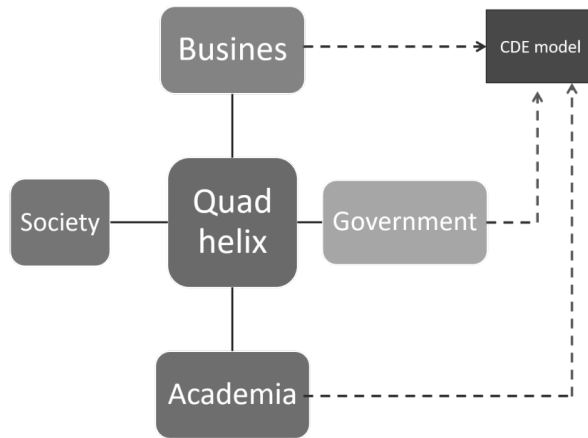 Busines
CDE model
Society
Quad
helix
Government
Academia